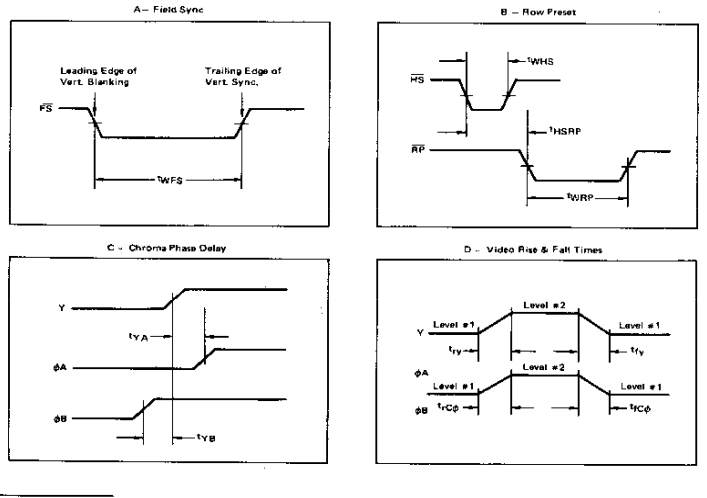 A – Field Sync
Leading Edge of
Vert. Blanking
Trailing Edge of
Vert. Sync.
FS
tWFS
B – Row Preset
tWHS
HS
tHSRP
RP
tWRP
C – Chroma Phase Delay
Y
tYA
φA
φB
tYB
D – Video Rise & Fall Times
Level #2
Level #1
Level #1
Y
try
tfy
φA
Level #2
Level #1
Level #1
φB
trCφ
tfCφ